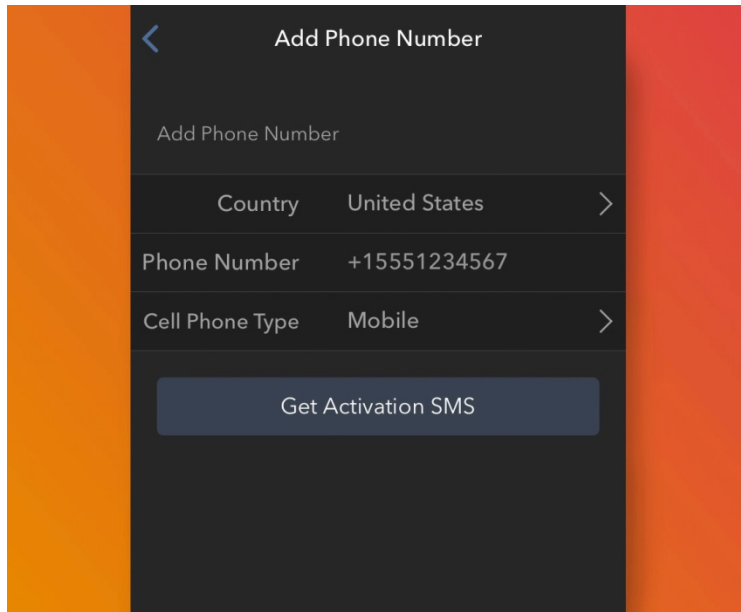 Add Phone Number
Add Phone Number
Country United States
Phone Number +15551234567
Cell Phone Type Mobile
Get Activation SMS